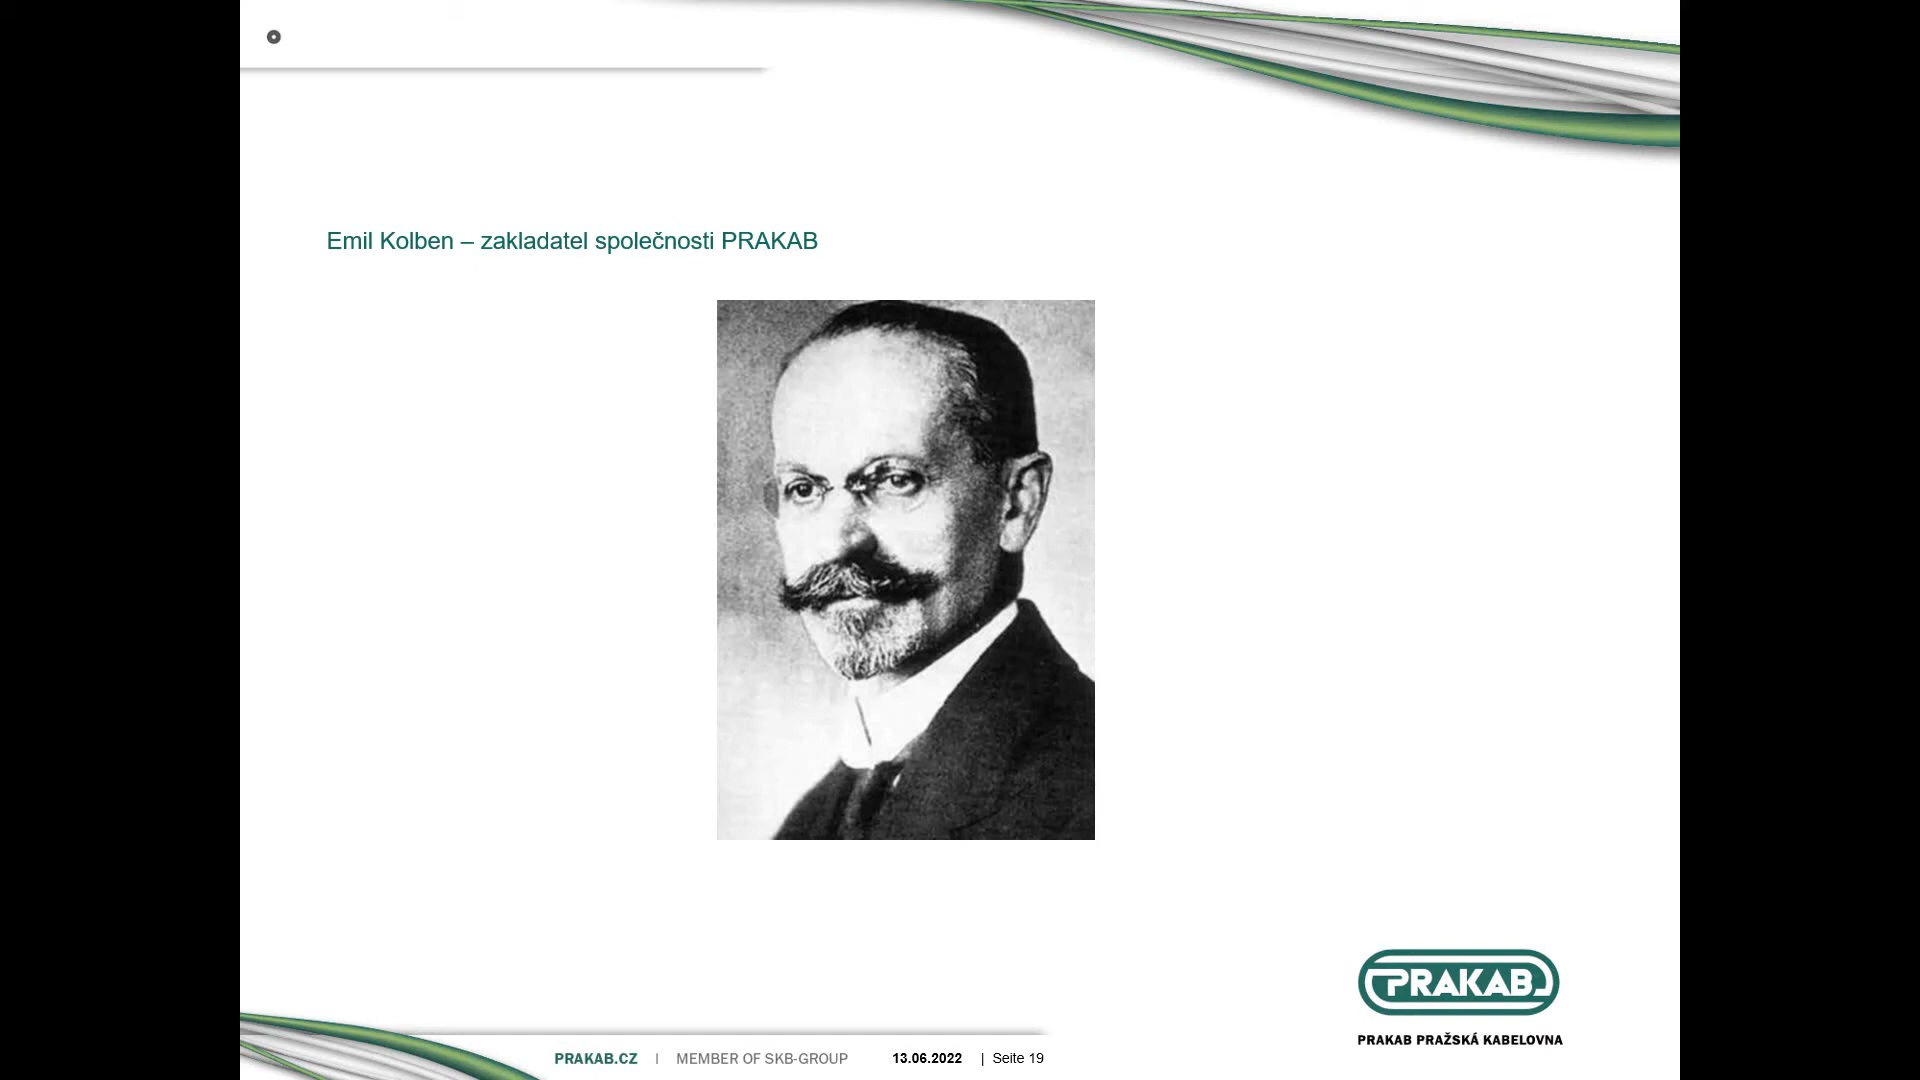 Emil Kolben – zakladatel společnosti PRAKAB
PRAKAB
PRAKAB PRAŽSKÁ KABELOVNA
PRAKAB.CZ | MEMBER OF SKB-GROUP 13.06.2022 | Seite 19